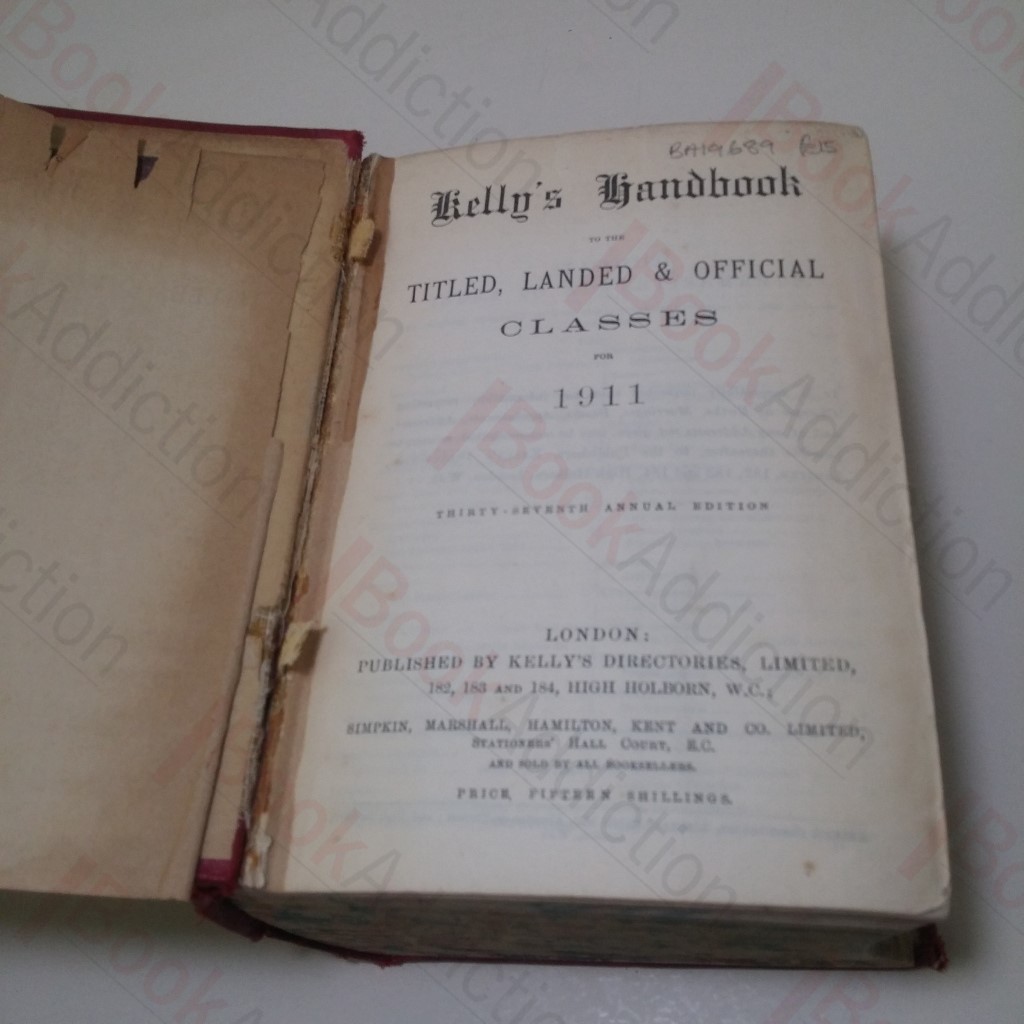 BA19689 £15
Kelly's Handbook
TO THE
TITLED, LANDED & OFFICIAL
CLASSES
FOR
1911
THIRTY-SEVENTH ANNUAL EDITION
LONDON:
PUBLISHED BY KELLY'S DIRECTORIES, LIMITED,
182, 183 AND 184, HIGH HOLBORN, W.C.;
SIMPKIN, MARSHALL, HAMILTON, KENT AND CO. LIMITED,
STATIONERS' HALL COURT, E.C.
AND SOLD BY ALL BOOKSELLERS.
PRICE, FIFTEEN SHILLINGS.
BookAddiction